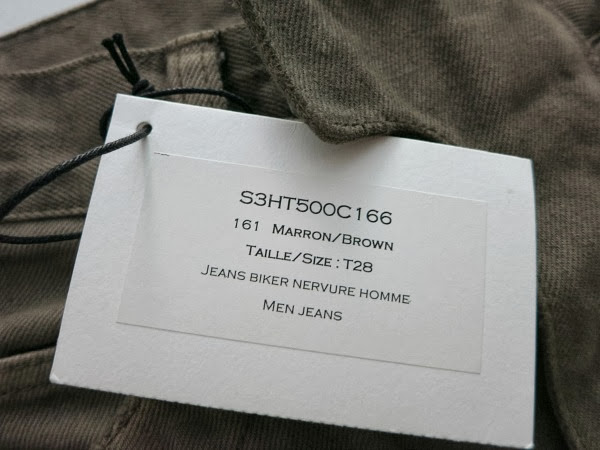 S3HT500C166
161 Marron/Brown
Taille/Size : T28
Jeans biker nervure homme
Men jeans